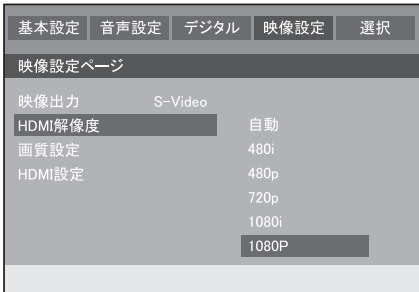 基本設定 音声設定 デジタル 映像設定 選択
映像設定ページ
映像出力 S-Video
HDMI解像度 自動
画質設定 480i
HDMI設定 480p
720p
1080i
1080P